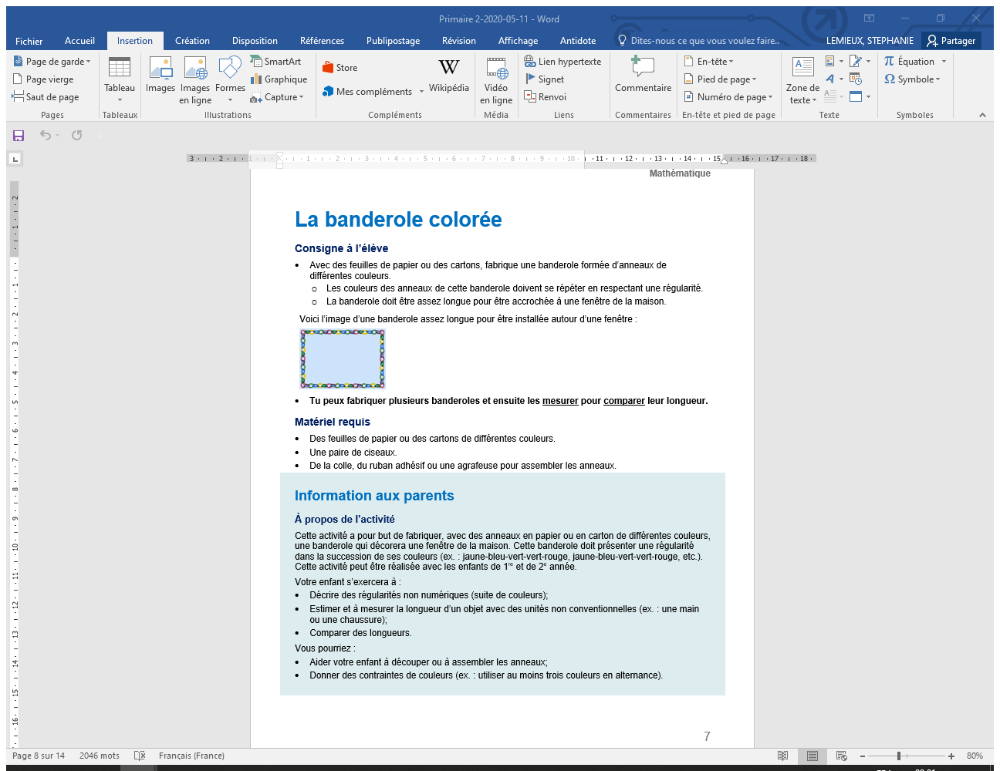 Primaire 2-2020-05-11 - Word
Fichier Accueil Insertion Création Disposition Références Publipostage Révision Affichage Antidote Dites-nous ce que vous voulez faire.. LEMIEUX, STEPHANIE Partager
Page de garde
Page vierge
Saut de page
Pages
Tableau
Tableaux
Images
Images en ligne
Formes
SmartArt
Graphique
Capture
Illustrations
Store
Mes compléments
W Wikipédia
Compléments
Vidéo en ligne
Média
Lien hypertexte
Signet
Renvoi
Liens
Commentaire
Commentaires
En-tête
Pied de page
Numéro de page
En-tête et pied de page
Zone de texte
Texte
π Équation
Ω Symbole
Symboles
L
3 2 1 1 2 3 4 5 6 7 8 9 10 11 12 13 14 15 16 17 18
2 1 1 2 3 4 5 6 7 8 9 10 11 12 13 14 15 16
Mathématique
La banderole colorée
Consigne à l’élève
• Avec des feuilles de papier ou des cartons, fabrique une banderole formée d’anneaux de
différentes couleurs.
o Les couleurs des anneaux de cette banderole doivent se répéter en respectant une régularité.
o La banderole doit être assez longue pour être accrochée à une fenêtre de la maison.
Voici l’image d’une banderole assez longue pour être installée autour d’une fenêtre :
• Tu peux fabriquer plusieurs banderoles et ensuite les mesurer pour comparer leur longueur.
Matériel requis
• Des feuilles de papier ou des cartons de différentes couleurs.
• Une paire de ciseaux.
• De la colle, du ruban adhésif ou une agrafeuse pour assembler les anneaux.
Information aux parents
À propos de l’activité
Cette activité a pour but de fabriquer, avec des anneaux en papier ou en carton de différentes couleurs,
une banderole qui décorera une fenêtre de la maison. Cette banderole doit présenter une régularité
dans la succession de ses couleurs (ex. : jaune-bleu-vert-vert-rouge, jaune-bleu-vert-vert-rouge, etc.).
Cette activité peut être réalisée avec les enfants de 1re et de 2e année.
Votre enfant s’exercera à :
• Décrire des régularités non numériques (suite de couleurs);
• Estimer et à mesurer la longueur d’un objet avec des unités non conventionnelles (ex. : une main
ou une chaussure);
• Comparer des longueurs.
Vous pourriez :
• Aider votre enfant à découper ou à assembler les anneaux;
• Donner des contraintes de couleurs (ex. : utiliser au moins trois couleurs en alternance).
7
Page 8 sur 14 2046 mots Français (France) 80%